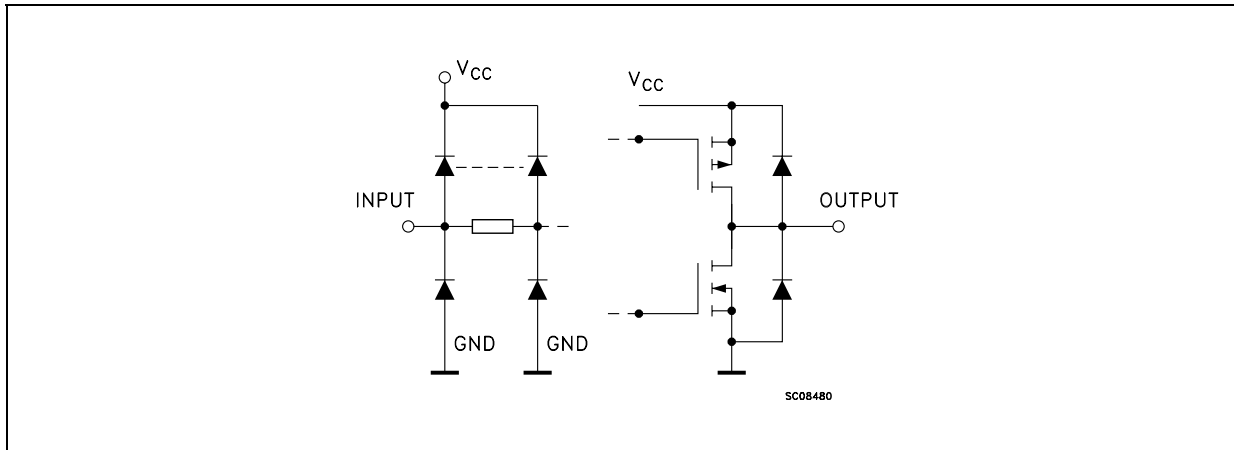 VCC
VCC
INPUT
OUTPUT
GND
GND
SC08480